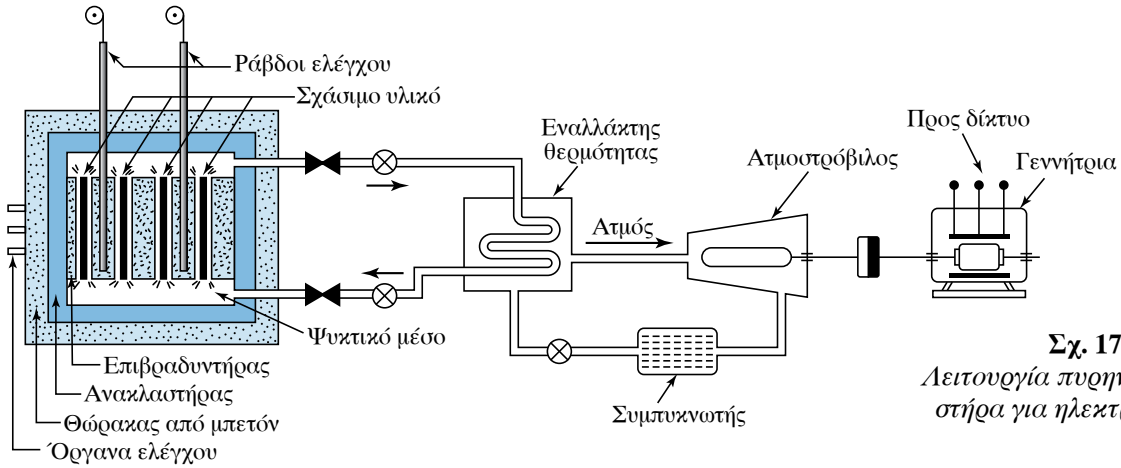 Ράβδοι ελέγχου
Σχάσιμο υλικό
Εναλλάκτης
θερμότητας
Ατμοστρόβιλος
Προς δίκτυο
Γεννήτρια
Ατμός
Ψυκτικό μέσο
Επιβραδυντήρας
Ανακλαστήρας
Θώρακας από μπετόν
Όργανα ελέγχου
Συμπυκνωτής
Σχ. 17
Λειτουργία πυρην
στήρα για ηλεκτ